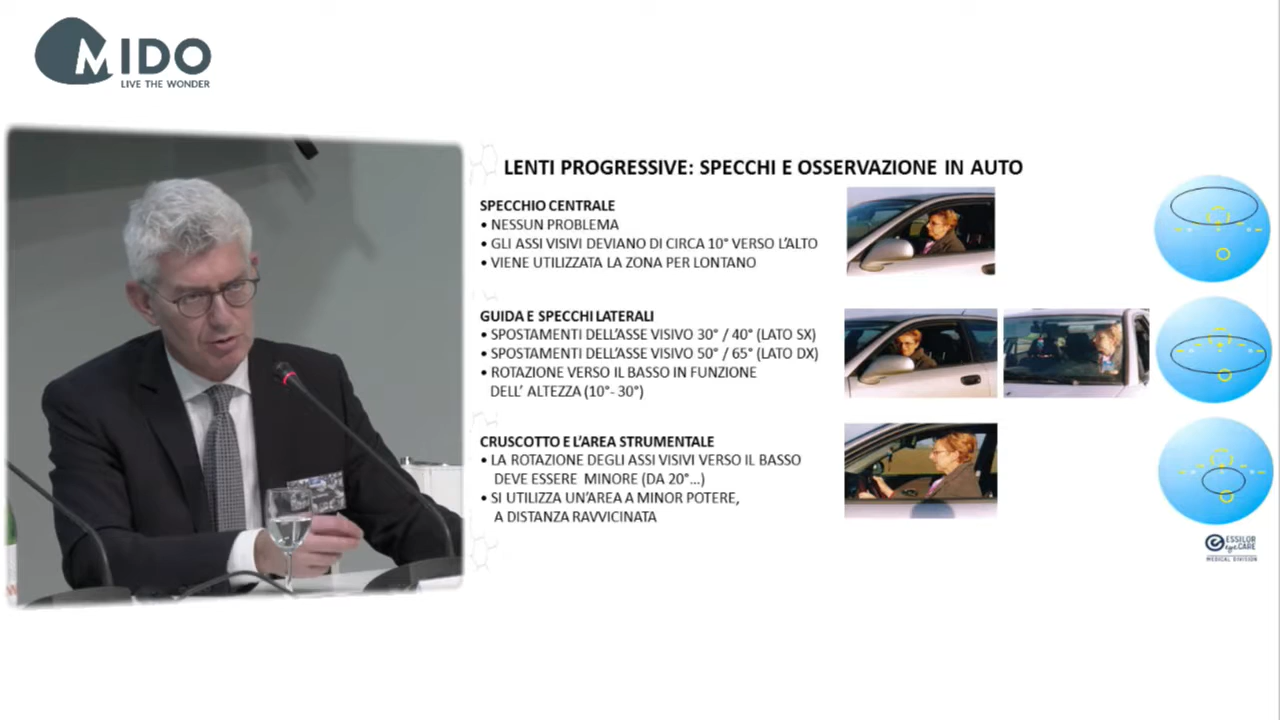 MIDO
LIVE THE WONDER
LENTI PROGRESSIVE: SPECCHI E OSSERVAZIONE IN AUTO
SPECCHIO CENTRALE
• NESSUN PROBLEMA
• GLI ASSI VISIVI DEVIANO DI CIRCA 10° VERSO L'ALTO
• VIENE UTILIZZATA LA ZONA PER LONTANO
GUIDA E SPECCHI LATERALI
• SPOSTAMENTI DELL'ASSE VISIVO 30° / 40° (LATO SX)
• SPOSTAMENTI DELL'ASSE VISIVO 50° / 65° (LATO DX)
• ROTAZIONE VERSO IL BASSO IN FUNZIONE
DELL' ALTEZZA (10°- 30°)
CRUSCOTTO E L'AREA STRUMENTALE
• LA ROTAZIONE DEGLI ASSI VISIVI VERSO IL BASSO
DEVE ESSERE MINORE (DA 20°...)
• SI UTILIZZA UN'AREA A MINOR POTERE,
A DISTANZA RAVVICINATA
ESSILOR
eye CARE
MEDICAL DIVISION